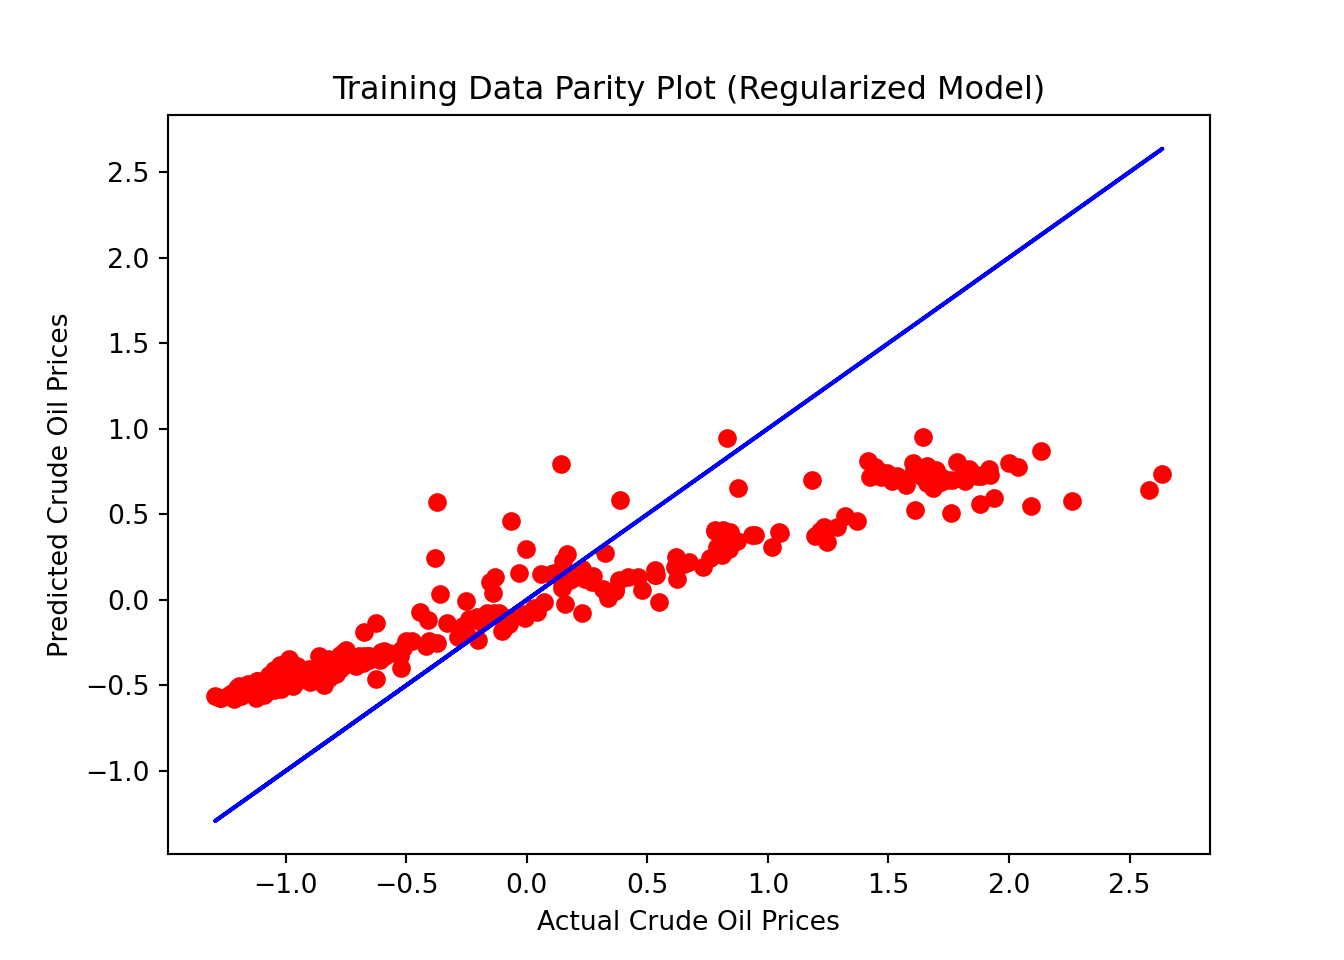 Training Data Parity Plot (Regularized Model)
Predicted Crude Oil Prices
2.5
2.0
1.5
1.0
0.5
0.0
−0.5
−1.0
−1.0 −0.5 0.0 0.5 1.0 1.5 2.0 2.5
Actual Crude Oil Prices